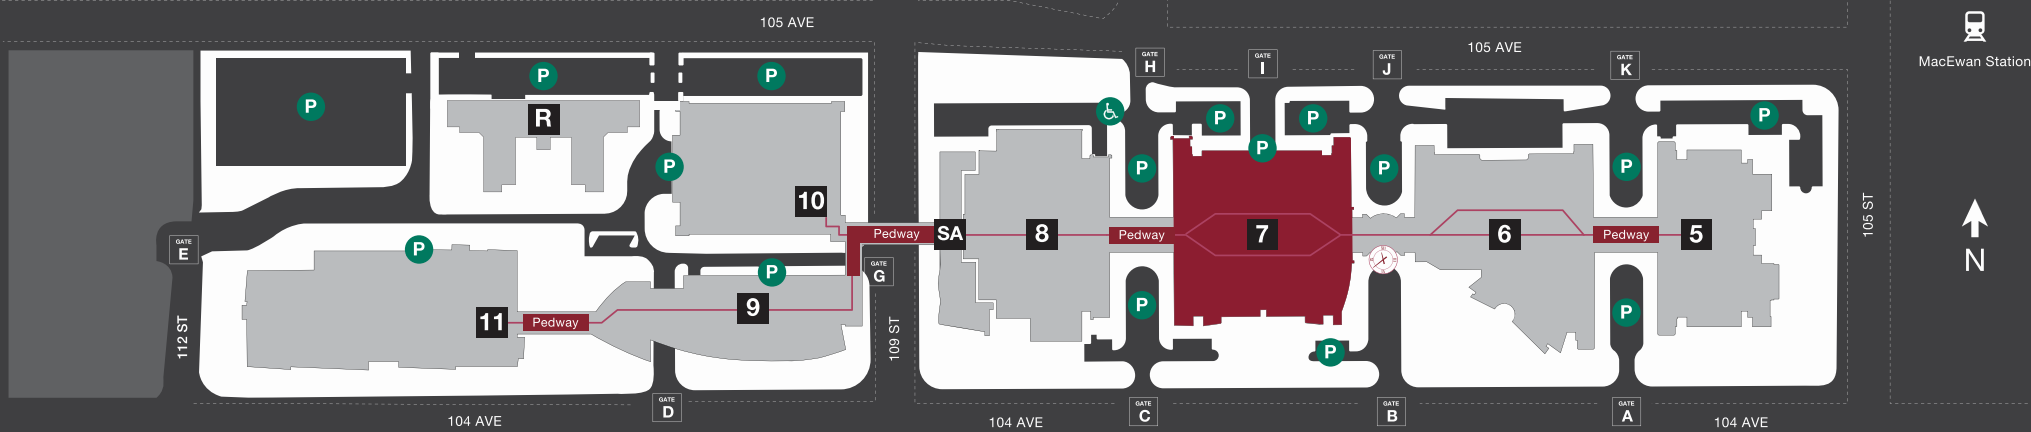 105 AVE
105 AVE
MacEwan Station
GATE
H
GATE
I
GATE
J
GATE
K
P
P
P
P
P
P
P
P
P
P
P
P
R
10
GATE
E
P
Pedway
SA
8
Pedway
7
6
Pedway
5
105 ST
N
P
GATE
G
9
11
Pedway
P
P
P
112 ST
109 ST
GATE
D
GATE
C
GATE
B
GATE
A
104 AVE
104 AVE
104 AVE